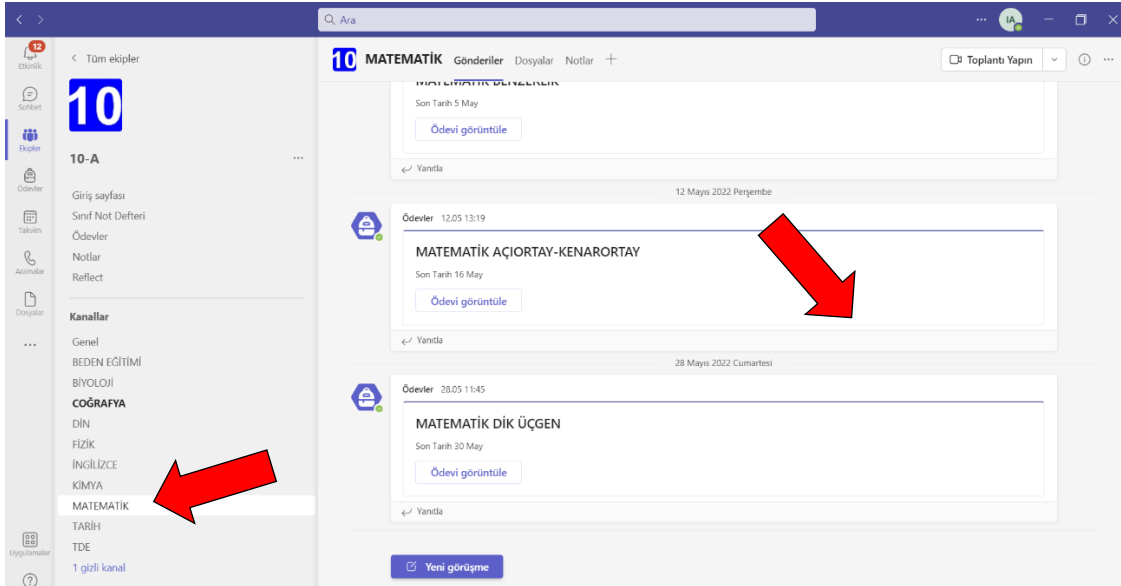 Ara
IA
12
Etkinlik
Sohbet
Ekipler
Ödevler
Takvim
Aramalar
Dosyalar
Uygulamalar
Tüm ekipler
10
10-A
Giriş sayfası
Sınıf Not Defteri
Ödevler
Notlar
Reflect
Kanallar
Genel
BEDEN EĞİTİMİ
BİYOLOJİ
COĞRAFYA
DİN
FİZİK
İNGİLİZCE
KİMYA
MATEMATİK
TARİH
TDE
1 gizli kanal
10 MATEMATİK Gönderiler Dosyalar Notlar
Toplantı Yapın
MATEMATİK BENZERLİK
Son Tarih 5 May
Ödevi görüntüle
Yanıtla
12 Mayıs 2022 Perşembe
Ödevler 12.05 13:19
MATEMATİK AÇIORTAY-KENARORTAY
Son Tarih 16 May
Ödevi görüntüle
Yanıtla
28 Mayıs 2022 Cumartesi
Ödevler 28.05 11:45
MATEMATİK DİK ÜÇGEN
Son Tarih 30 May
Ödevi görüntüle
Yanıtla
Yeni görüşme